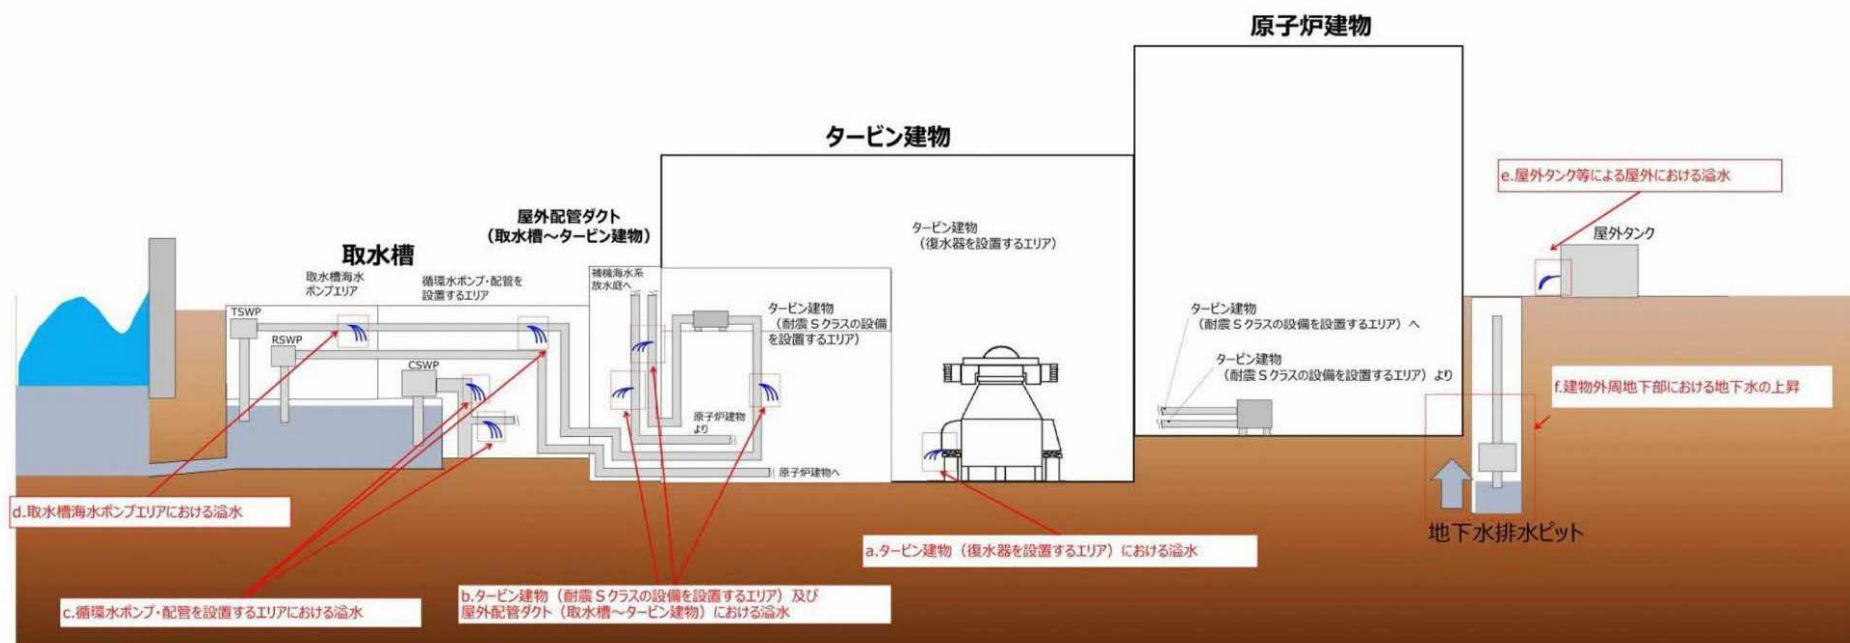 原子炉建物
タービン建物
屋外配管ダクト
（取水槽～タービン建物）
取水槽
取水槽海水
ポンプエリア
循環水ポンプ・配管を
設置するエリア
補機海水系
放水庭へ
タービン建物
（復水器を設置するエリア）
e.屋外タンク等による屋外における溢水
屋外タンク
TSWP
RSWP
CSWP
タービン建物
（耐震Ｓクラスの設備
を設置するエリア）
タービン建物
（耐震Ｓクラスの設備を設置するエリア）へ
タービン建物
（耐震Ｓクラスの設備を設置するエリア）より
f.建物外周地下部における地下水の上昇
原子炉建物
より
原子炉建物へ
d.取水槽海水ポンプエリアにおける溢水
地下水排水ピット
a.タービン建物（復水器を設置するエリア）における溢水
b.タービン建物（耐震Ｓクラスの設備を設置するエリア）及び
屋外配管ダクト（取水槽～タービン建物）における溢水
c.循環水ポンプ・配管を設置するエリアにおける溢水